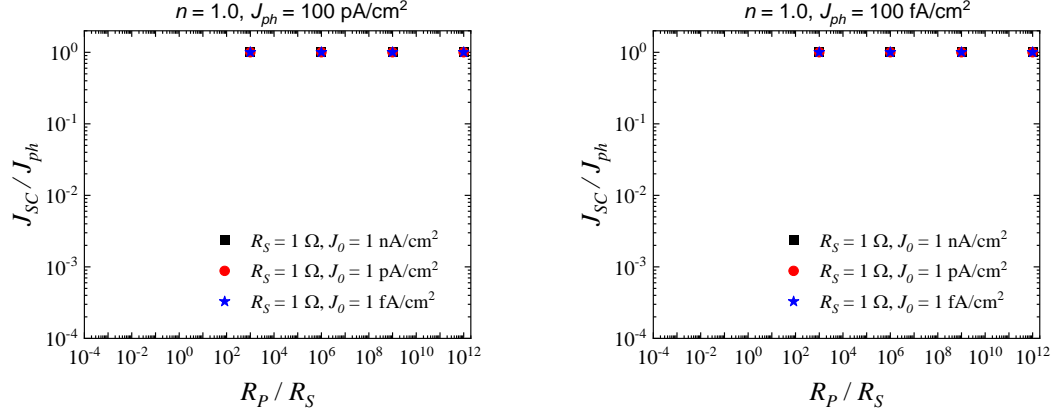 n = 1.0, J_ph = 100 pA/cm²
10⁰
10⁻¹
10⁻²
10⁻³
10⁻⁴
J_SC / J_ph
R_S = 1 Ω, J_0 = 1 nA/cm²
R_S = 1 Ω, J_0 = 1 pA/cm²
R_S = 1 Ω, J_0 = 1 fA/cm²
10⁻⁴ 10⁻² 10⁰ 10² 10⁴ 10⁶ 10⁸ 10¹⁰ 10¹²
R_P / R_S
n = 1.0, J_ph = 100 fA/cm²
10⁰
10⁻¹
10⁻²
10⁻³
10⁻⁴
J_SC / J_ph
R_S = 1 Ω, J_0 = 1 nA/cm²
R_S = 1 Ω, J_0 = 1 pA/cm²
R_S = 1 Ω, J_0 = 1 fA/cm²
10⁻⁴ 10⁻² 10⁰ 10² 10⁴ 10⁶ 10⁸ 10¹⁰ 10¹²
R_P / R_S